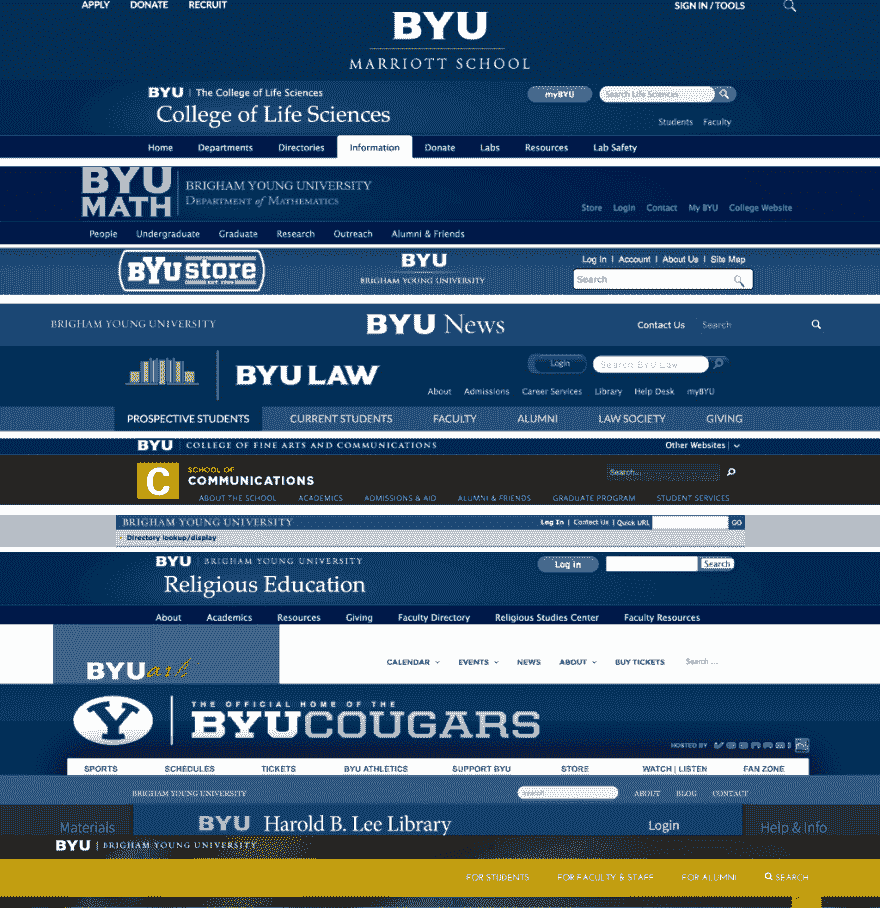 APPLY DONATE RECRUIT SIGN IN / TOOLS
BYU
MARRIOTT SCHOOL
BYU | The College of Life Sciences myBYU Search Life Sciences
College of Life Sciences
Students Faculty
Home Departments Directories Information Donate Labs Resources Lab Safety
BYU MATH
BRIGHAM YOUNG UNIVERSITY
DEPARTMENT of MATHEMATICS
Store Login Contact My BYU College Website
People Undergraduate Graduate Research Outreach Alumni & Friends
BYU store
BYU
BRIGHAM YOUNG UNIVERSITY
Log In | Account | About Us | Site Map
Search
BRIGHAM YOUNG UNIVERSITY BYU News Contact Us Search
BYU LAW
Login Search BYU Law
About Admissions Career Services Library Help Desk myBYU
PROSPECTIVE STUDENTS CURRENT STUDENTS FACULTY ALUMNI LAW SOCIETY GIVING
BYU | COLLEGE OF FINE ARTS AND COMMUNICATIONS Other Websites |
C SCHOOL OF
COMMUNICATIONS Search...
ABOUT THE SCHOOL ACADEMICS ADMISSIONS & AID ALUMNI & FRIENDS GRADUATE PROGRAM STUDENT SERVICES
BRIGHAM YOUNG UNIVERSITY Log In | Contact Us | Quick URL GO
Directory lookup/display
BYU | BRIGHAM YOUNG UNIVERSITY Log in Search
Religious Education
About Academics Resources Giving Faculty Directory Religious Studies Center Faculty Resources
BYU arts CALENDAR EVENTS NEWS ABOUT BUY TICKETS Search ...
Y THE OFFICIAL HOME OF THE
BYUCOUGARS
HOSTED BY
SPORTS SCHEDULES TICKETS BYU ATHLETICS SUPPORT BYU STORE WATCH | LISTEN FAN ZONE
BRIGHAM YOUNG UNIVERSITY Search ABOUT BLOG CONTACT
Materials BYU Harold B. Lee Library Login Help & Info
BYU | BRIGHAM YOUNG UNIVERSITY
FOR STUDENTS FOR FACULTY & STAFF FOR ALUMNI SEARCH